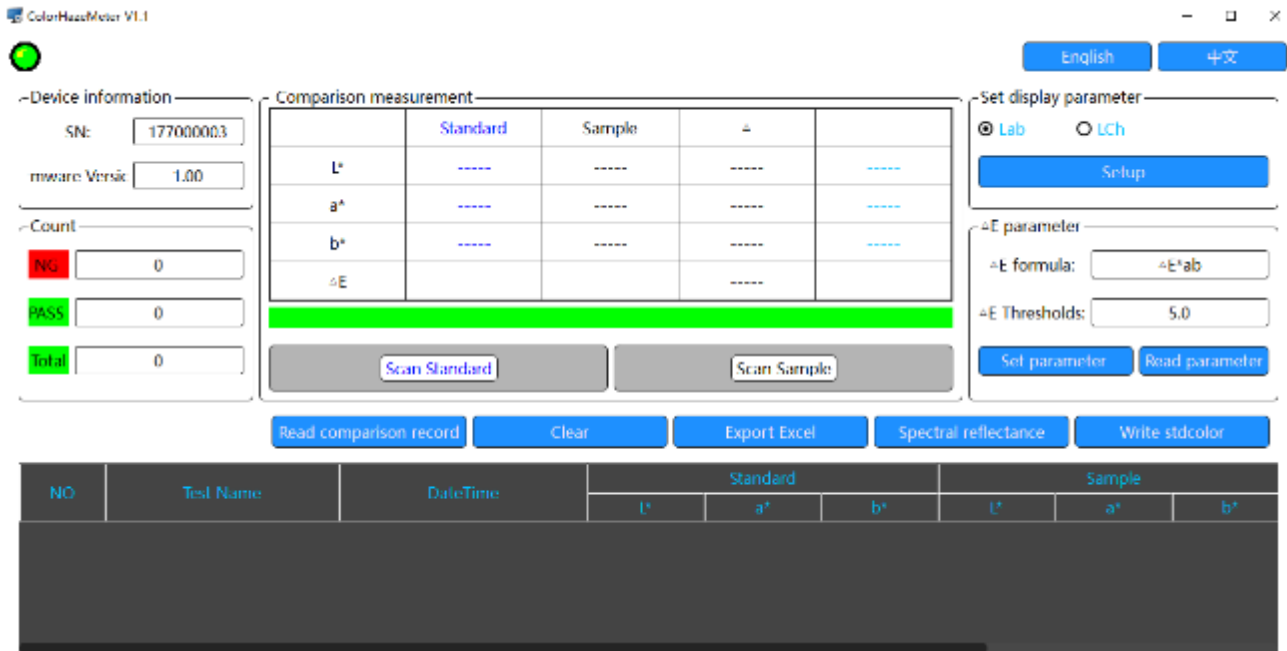 ColorHazeMeter V1.1
English
中文
Device information
SN:
177000003
mware Versic
1.00
Count
NG
0
PASS
0
Total
0
Comparison measurement
Standard Sample △
L* ----- ----- ----- -----
a* ----- ----- ----- -----
b* ----- ----- ----- -----
△E -----
Scan Standard
Scan Sample
Set display parameter
Lab
LCh
Setup
△E parameter
△E formula:
△E*ab
△E Thresholds:
5.0
Set parameter
Read parameter
Read comparison record
Clear
Export Excel
Spectral reflectance
Write stdcolor
NO
Test Name
DateTime
Standard
Sample
L* a* b* L* a* b*